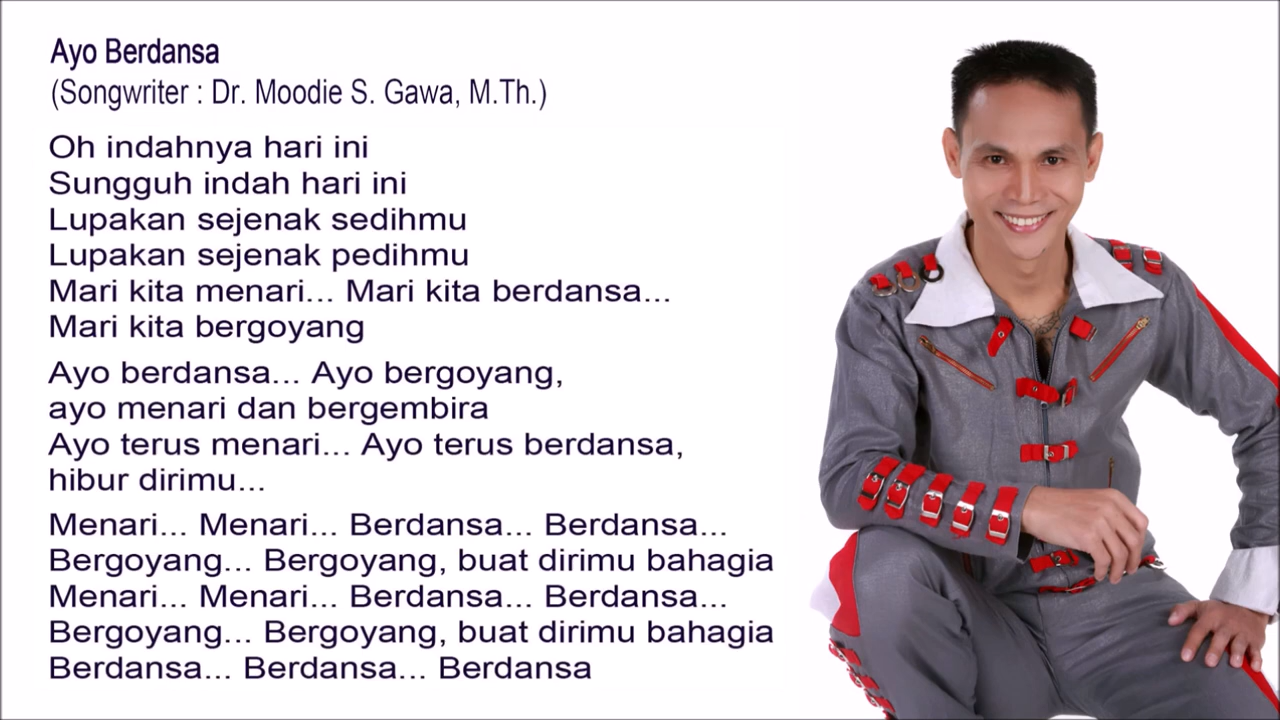 Ayo Berdansa
(Songwriter : Dr. Moodie S. Gawa, M.Th.)
Oh indahnya hari ini
Sungguh indah hari ini
Lupakan sejenak sedihmu
Lupakan sejenak pedihmu
Mari kita menari... Mari kita berdansa...
Mari kita bergoyang
Ayo berdansa... Ayo bergoyang,
ayo menari dan bergembira
Ayo terus menari... Ayo terus berdansa,
hibur dirimu...
Menari... Menari... Berdansa... Berdansa...
Bergoyang... Bergoyang, buat dirimu bahagia
Menari... Menari... Berdansa... Berdansa...
Bergoyang... Bergoyang, buat dirimu bahagia
Berdansa... Berdansa... Berdansa